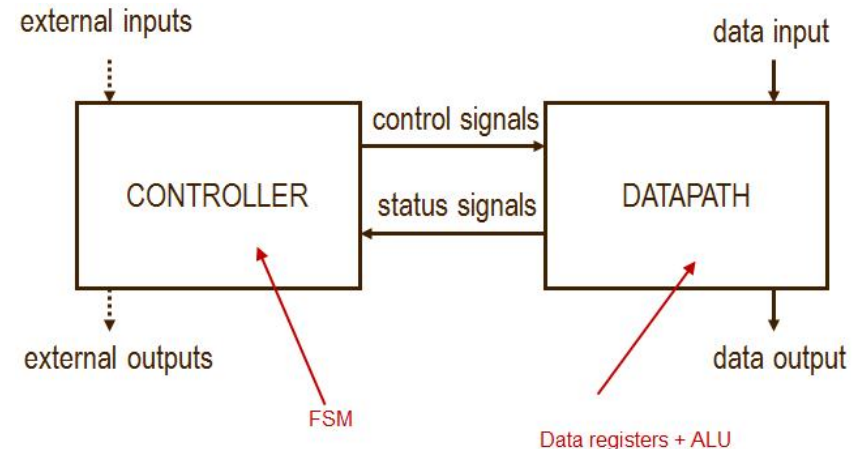 external inputs
data input
control signals
CONTROLLER
status signals
DATAPATH
external outputs
data output
FSM
Data registers + ALU